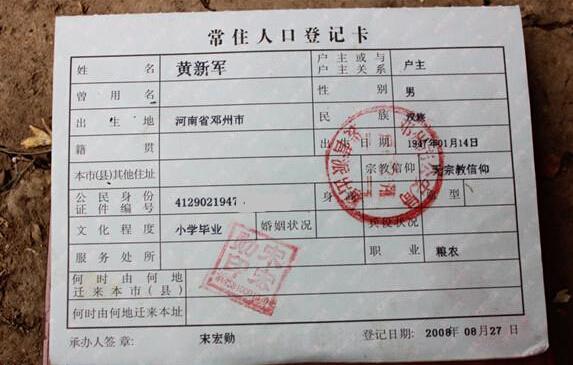 常住人口登记卡
姓名 黄新军 户主或与户主关系 户主
曾用名 性别 男
出生地 河南省邓州市 民族 汉族
籍贯 出生日期 1947年01月14日
本市(县)其他住址 宗教信仰 无宗教信仰
公民身份证件编号 4129021947 身 型
文化程度 小学毕业 婚姻状况 兵役状况
服务处所 职业 粮农
何时由何地迁来本市(县)
何时由何地迁来本址
承办人签章: 宋宏勋 登记日期: 2008年08月27日